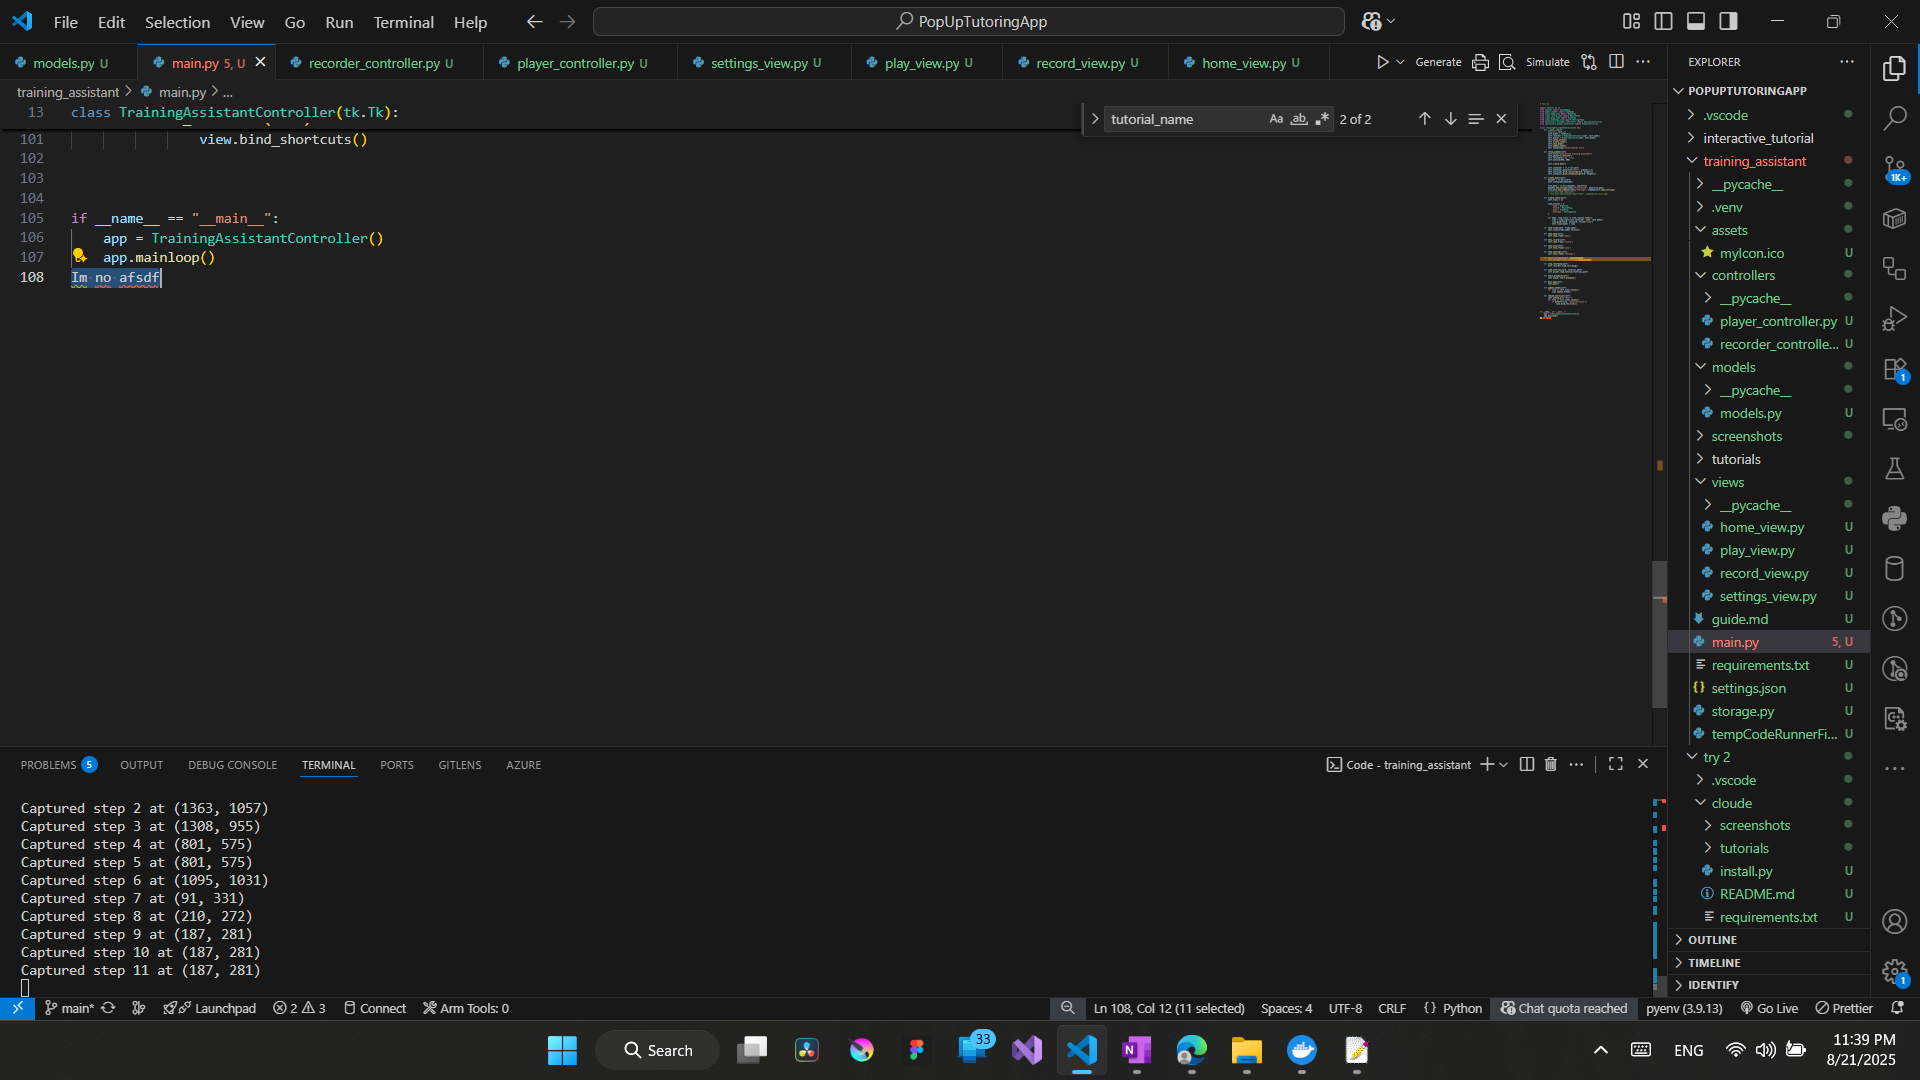 File Edit Selection View Go Run Terminal Help
PopUpTutoringApp
models.py U
main.py 5, U
recorder_controller.py U
player_controller.py U
settings_view.py U
play_view.py U
record_view.py U
home_view.py U
Generate
Simulate
training_assistant > main.py > ...
13 class TrainingAssistantController(tk.Tk):
tutorial_name
Aa ab
2 of 2
101 view.bind_shortcuts()
102
103
104
105 if __name__ == "__main__":
106 app = TrainingAssistantController()
107 app.mainloop()
108 Im no afsdf
PROBLEMS 5 OUTPUT DEBUG CONSOLE TERMINAL PORTS GITLENS AZURE
Code - training_assistant
Captured step 2 at (1363, 1057)
Captured step 3 at (1308, 955)
Captured step 4 at (801, 575)
Captured step 5 at (801, 575)
Captured step 6 at (1095, 1031)
Captured step 7 at (91, 331)
Captured step 8 at (210, 272)
Captured step 9 at (187, 281)
Captured step 10 at (187, 281)
Captured step 11 at (187, 281)
EXPLORER
POPUPTUTORINGAPP
.vscode
interactive_tutorial
training_assistant
__pycache__
.venv
assets
myIcon.ico U
controllers
__pycache__
player_controller.py U
recorder_controlle... U
models
__pycache__
models.py U
screenshots
tutorials
views
__pycache__
home_view.py U
play_view.py U
record_view.py U
settings_view.py U
guide.md U
main.py 5, U
requirements.txt U
settings.json U
storage.py U
tempCodeRunnerFi... U
try 2
.vscode
cloude
screenshots
tutorials
install.py U
README.md U
requirements.txt U
OUTLINE
TIMELINE
IDENTIFY
1K+
1
1
main* Launchpad 2 3 Connect Arm Tools: 0
Ln 108, Col 12 (11 selected) Spaces: 4 UTF-8 CRLF {} Python Chat quota reached pyenv (3.9.13) Go Live Prettier
Search
33
ENG
11:39 PM
8/21/2025